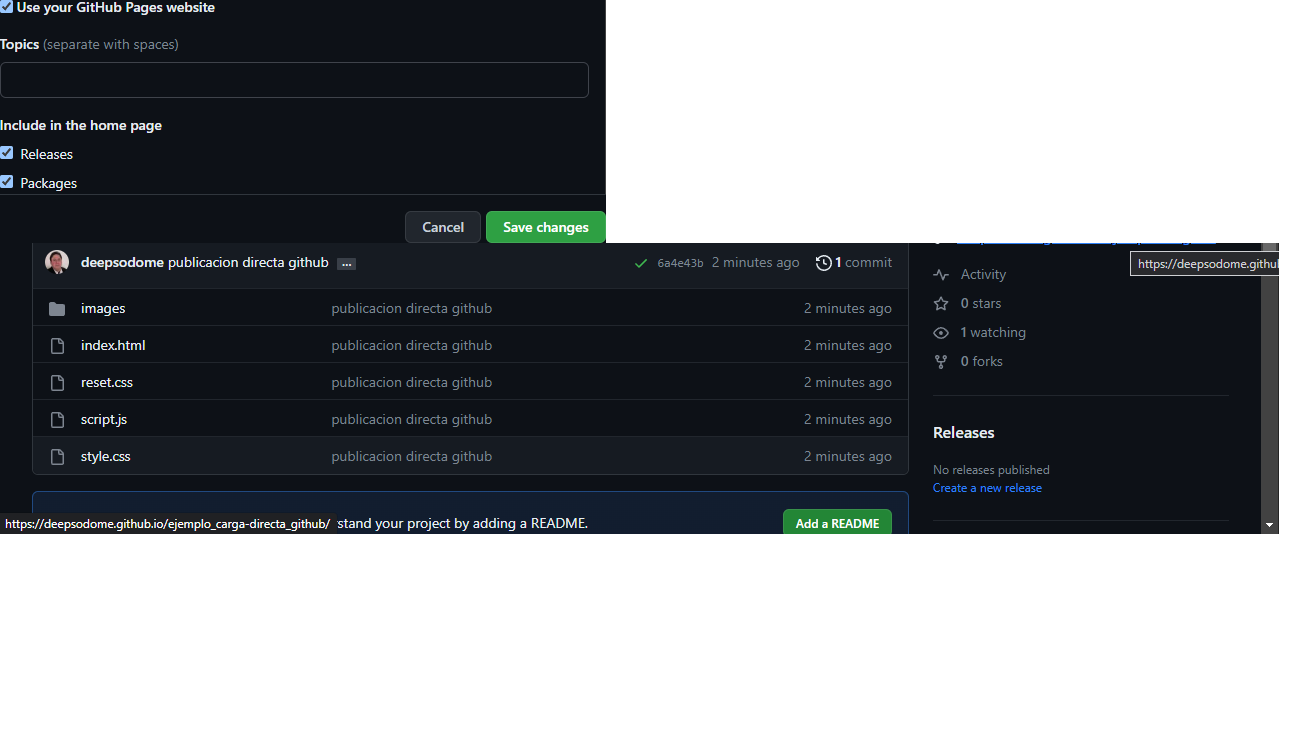 Use your GitHub Pages website
Topics (separate with spaces)
Include in the home page
Releases
Packages
Cancel Save changes
deepsodome publicacion directa github ... 6a4e43b 2 minutes ago 1 commit
images publicacion directa github 2 minutes ago
index.html publicacion directa github 2 minutes ago
reset.css publicacion directa github 2 minutes ago
script.js publicacion directa github 2 minutes ago
style.css publicacion directa github 2 minutes ago
https://deepsodome.github.io/ejemplo_carga-directa_github/ stand your project by adding a README. Add a README
https://deepsodome.githu
Activity
0 stars
1 watching
0 forks
Releases
No releases published
Create a new release